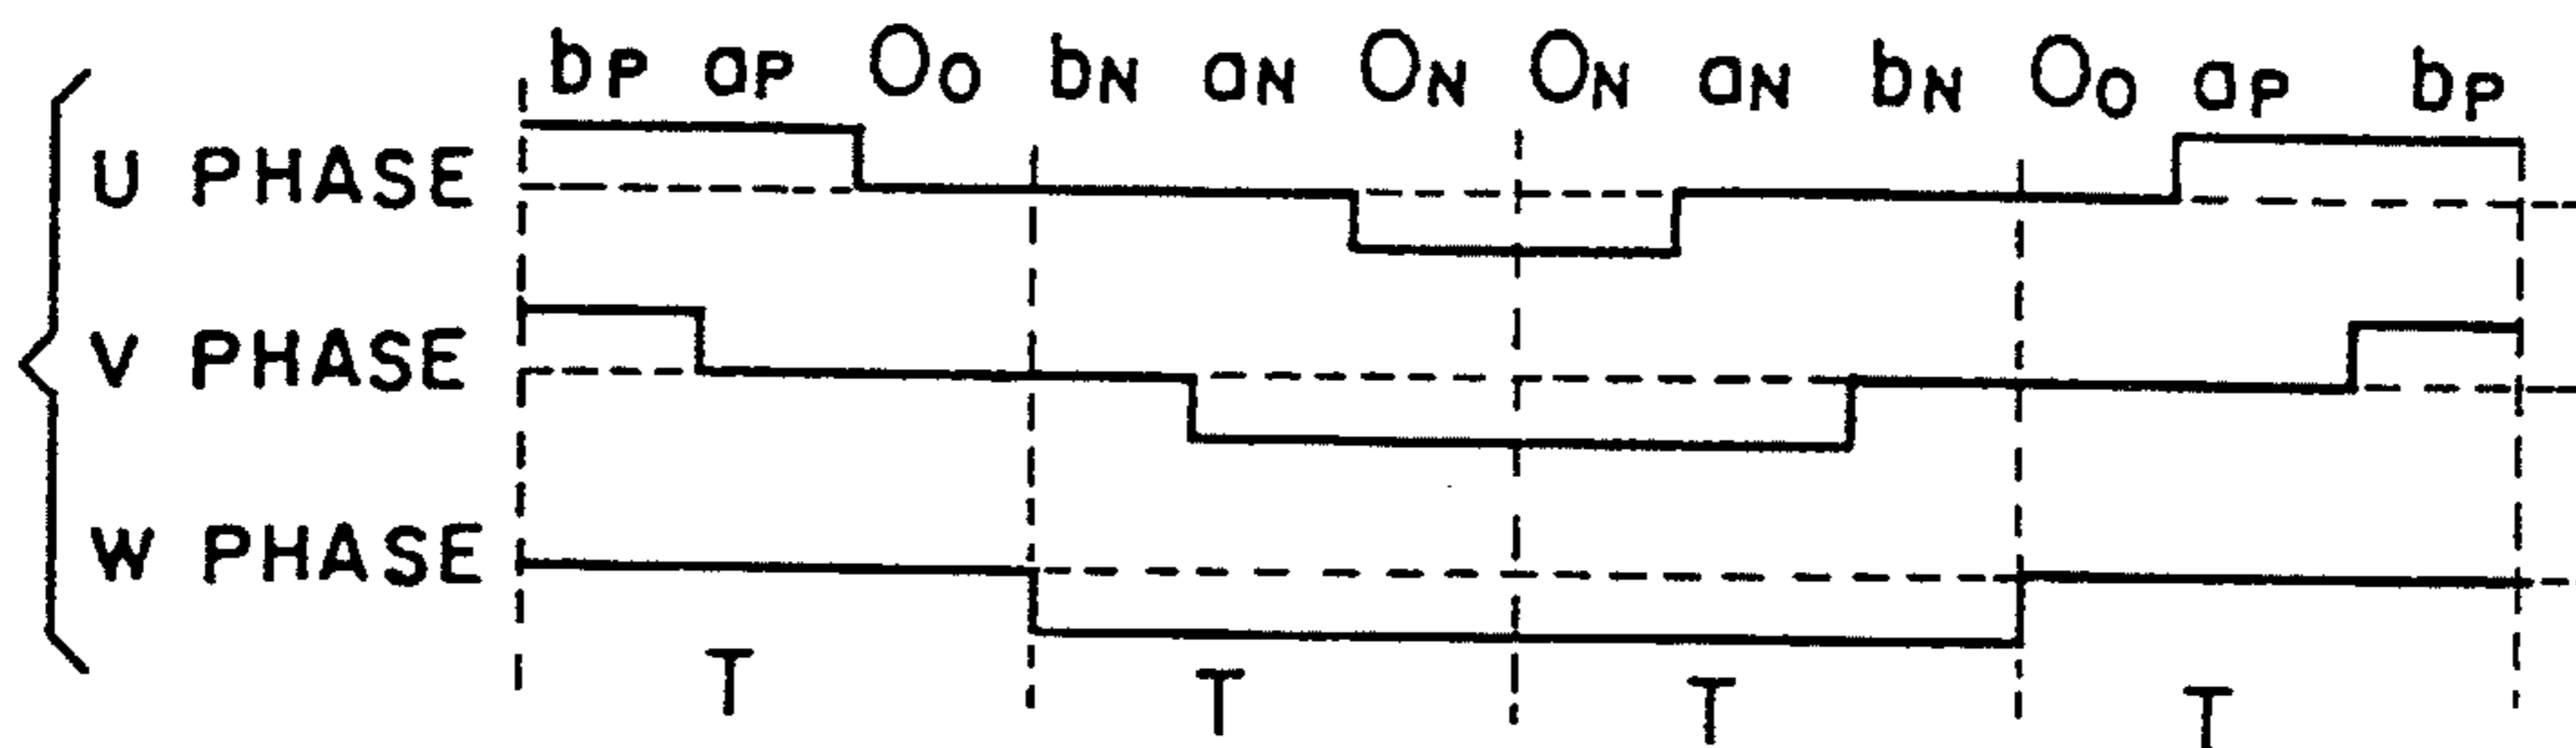 bP aP OO bN aN ON ON aN bN OO aP bP
U PHASE
V PHASE
W PHASE
T T T T